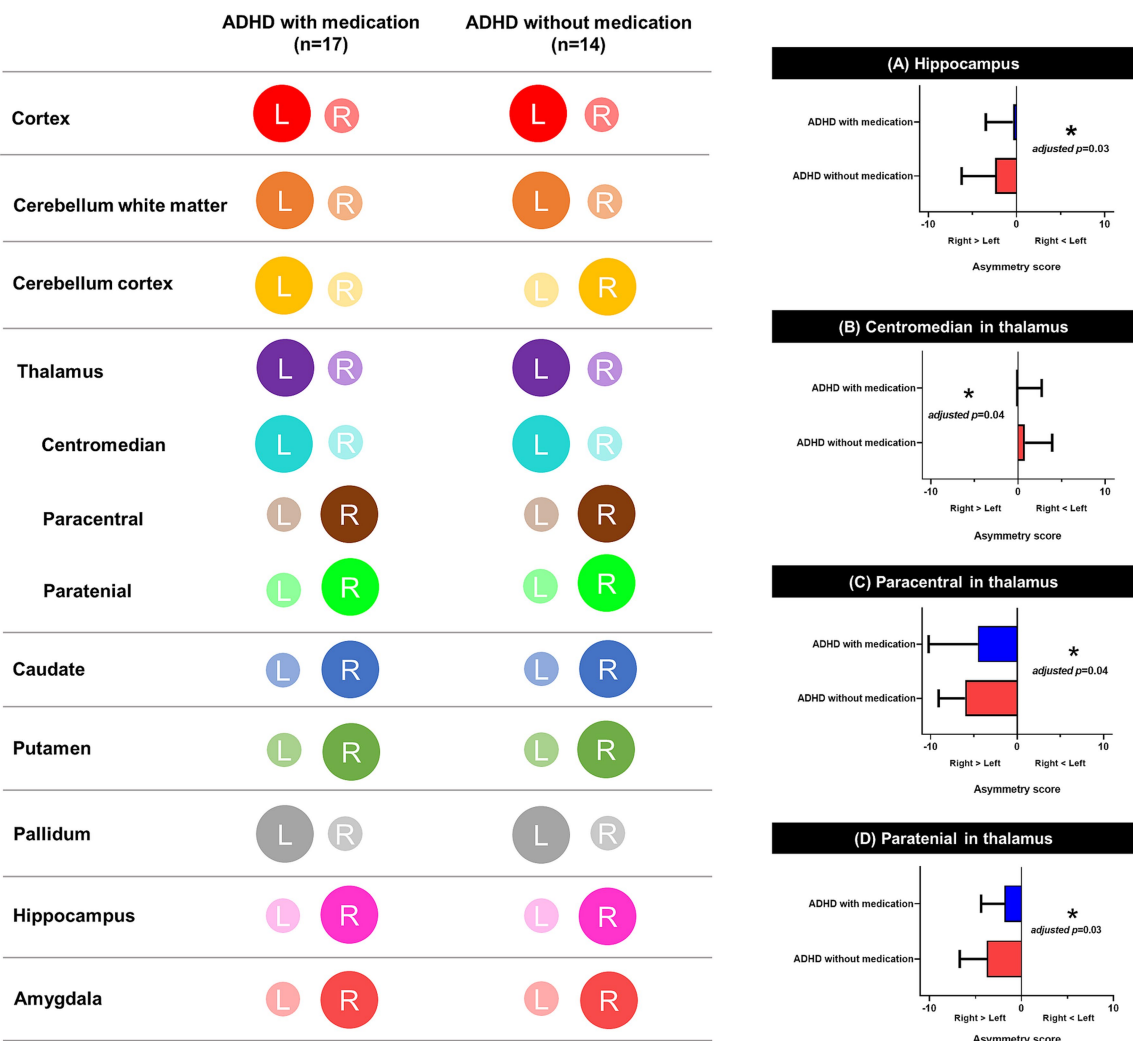 ADHD with medication
(n=17)
ADHD without medication
(n=14)
Cortex
L R L R
Cerebellum white matter
L R L R
Cerebellum cortex
L R L R
Thalamus
L R L R
Centromedian
L R L R
Paracentral
L R L R
Paratenial
L R L R
Caudate
L R L R
Putamen
L R L R
Pallidum
L R L R
Hippocampus
L R L R
Amygdala
L R L R
(A) Hippocampus
ADHD with medication
*
adjusted p=0.03
ADHD without medication
-10 0 10
Right > Left Right < Left
Asymmetry score
(B) Centromedian in thalamus
ADHD with medication
*
adjusted p=0.04
ADHD without medication
-10 0 10
Right > Left Right < Left
Asymmetry score
(C) Paracentral in thalamus
ADHD with medication
*
adjusted p=0.04
ADHD without medication
-10 0 10
Right > Left Right < Left
Asymmetry score
(D) Paratenial in thalamus
ADHD with medication
*
adjusted p=0.03
ADHD without medication
-10 0 10
Right > Left Right < Left
Asymmetry score